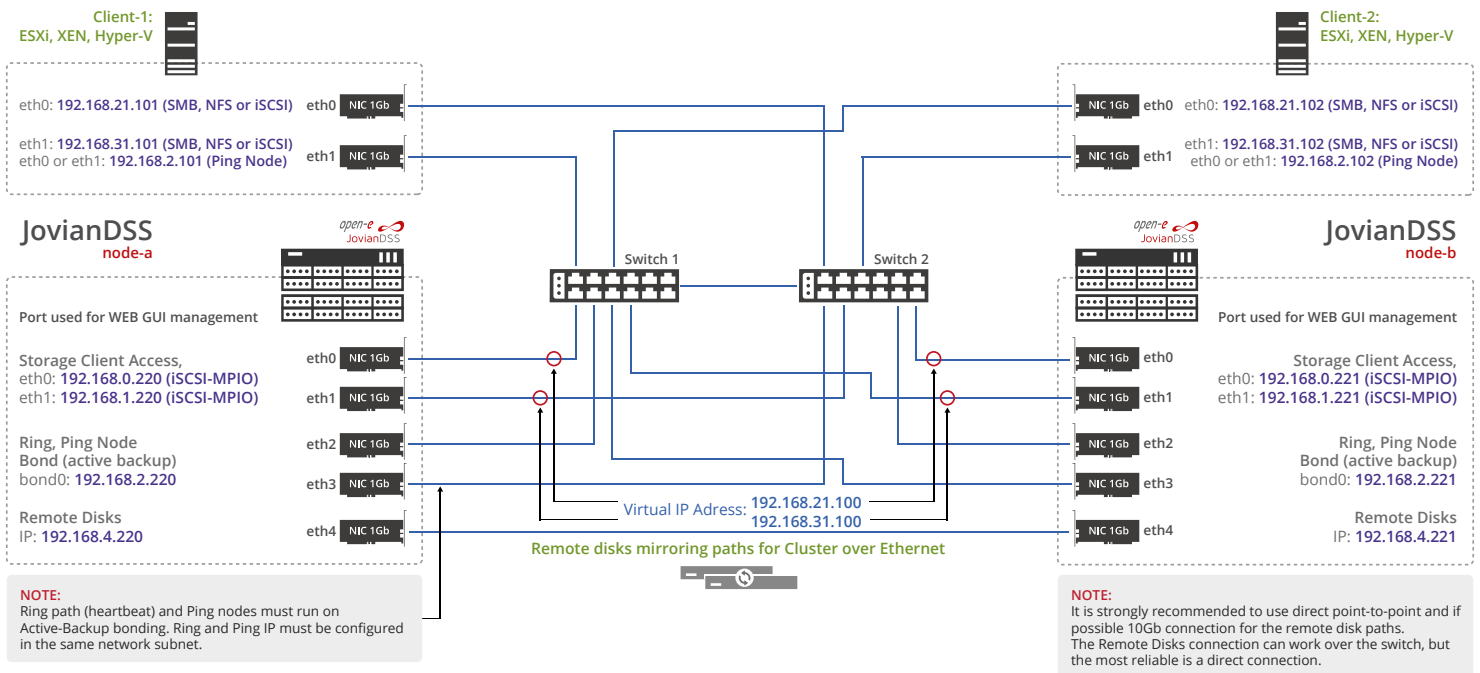 Client-1:
ESXi, XEN, Hyper-V
eth0: 192.168.21.101 (SMB, NFS or iSCSI)
eth0
NIC 1Gb
eth1: 192.168.31.101 (SMB, NFS or iSCSI)
eth0 or eth1: 192.168.2.101 (Ping Node)
eth1
NIC 1Gb
Client-2:
ESXi, XEN, Hyper-V
NIC 1Gb
eth0
eth0: 192.168.21.102 (SMB, NFS or iSCSI)
NIC 1Gb
eth1
eth1: 192.168.31.102 (SMB, NFS or iSCSI)
eth0 or eth1: 192.168.2.102 (Ping Node)
JovianDSS
node-a
open-e
JovianDSS
Port used for WEB GUI management
Storage Client Access,
eth0: 192.168.0.220 (iSCSI-MPIO)
eth1: 192.168.1.220 (iSCSI-MPIO)
eth0
NIC 1Gb
eth1
NIC 1Gb
Ring, Ping Node
Bond (active backup)
bond0: 192.168.2.220
eth2
NIC 1Gb
eth3
NIC 1Gb
Remote Disks
IP: 192.168.4.220
eth4
NIC 1Gb
NOTE:
Ring path (heartbeat) and Ping nodes must run on
Active-Backup bonding. Ring and Ping IP must be configured
in the same network subnet.
Switch 1
Switch 2
Virtual IP Adress: 192.168.21.100
192.168.31.100
Remote disks mirroring paths for Cluster over Ethernet
open-e
JovianDSS
JovianDSS
node-b
Port used for WEB GUI management
NIC 1Gb
eth0
NIC 1Gb
eth1
Storage Client Access,
eth0: 192.168.0.221 (iSCSI-MPIO)
eth1: 192.168.1.221 (iSCSI-MPIO)
NIC 1Gb
eth2
NIC 1Gb
eth3
Ring, Ping Node
Bond (active backup)
bond0: 192.168.2.221
NIC 1Gb
eth4
Remote Disks
IP: 192.168.4.221
NOTE:
It is strongly recommended to use direct point-to-point and if
possible 10Gb connection for the remote disk paths.
The Remote Disks connection can work over the switch, but
the most reliable is a direct connection.